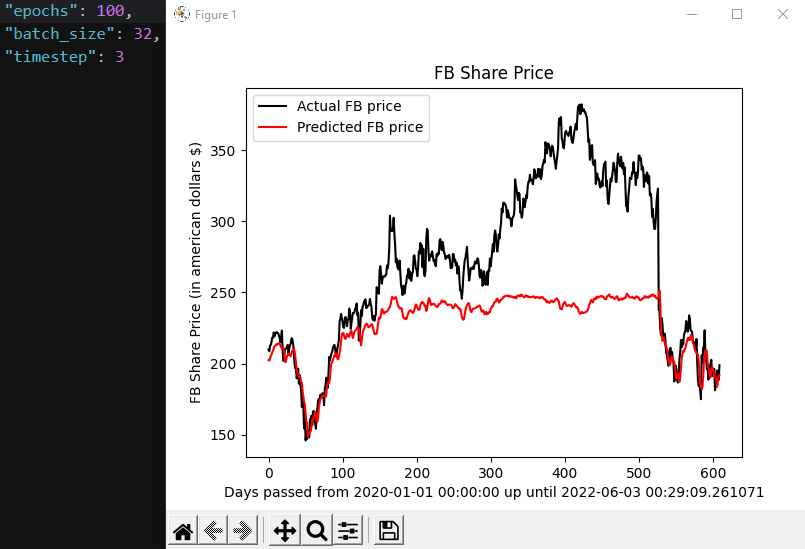 "epochs": 100,
"batch_size": 32,
"timestep": 3
Figure 1
FB Share Price
Actual FB price
Predicted FB price
FB Share Price (in american dollars $)
350
300
250
200
150
0 100 200 300 400 500 600
Days passed from 2020-01-01 00:00:00 up until 2022-06-03 00:29:09.261071